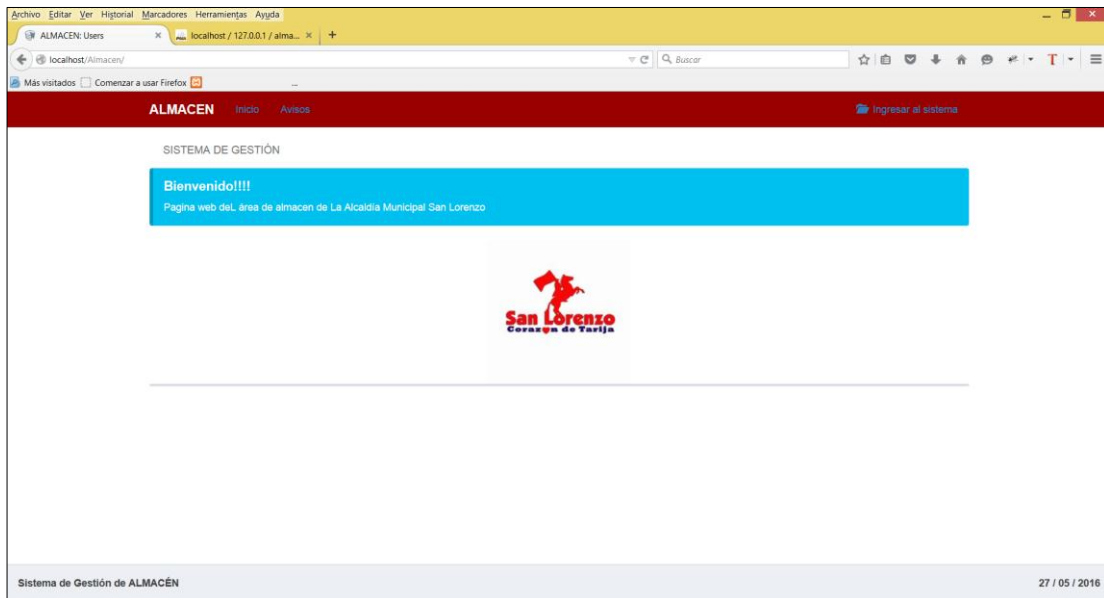 Archivo Editar Ver Historial Marcadores Herramientas Ayuda
ALMACEN: Users
localhost / 127.0.0.1 / alma...
localhost/Almacen/
Buscar
Más visitados Comenzar a usar Firefox
ALMACEN Inicio Avisos Ingresar al sistema
SISTEMA DE GESTIÓN
Bienvenido!!!!
Pagina web deL área de almacen de La Alcaldía Municipal San Lorenzo
San Lorenzo
Corazon de Tarija
Sistema de Gestión de ALMACÉN 27 / 05 / 2016